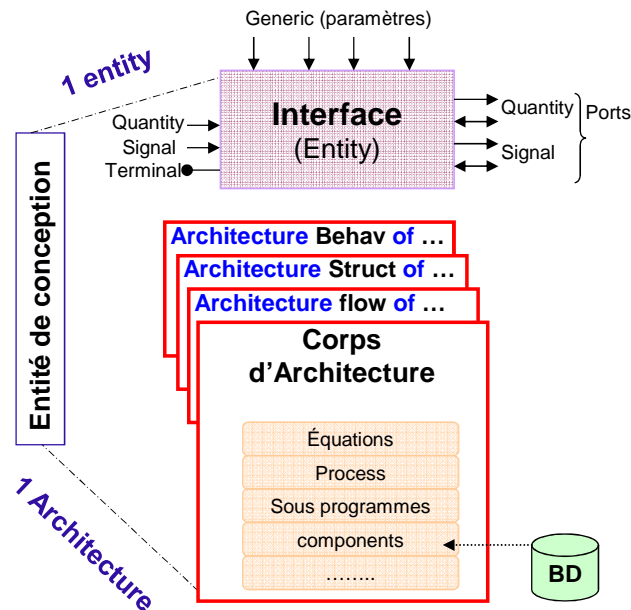 Generic (paramètres)
1 entity
Interface
(Entity)
Quantity
Signal
Terminal
Quantity
Signal
Ports
Entité de conception
Architecture Behav of …
Architecture Struct of …
Architecture flow of …
Corps
d’Architecture
Équations
Process
Sous programmes
components
……..
BD
1 Architecture